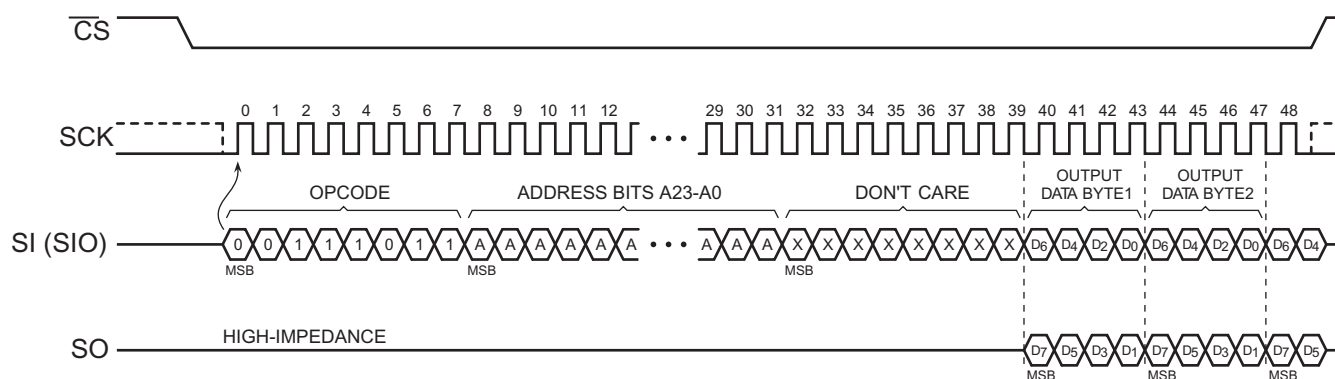 CS
0 1 2 3 4 5 6 7 8 9 10 11 12 29 30 31 32 33 34 35 36 37 38 39 40 41 42 43 44 45 46 47 48
SCK • • •
OPCODE ADDRESS BITS A23-A0 DON'T CARE OUTPUT DATA BYTE1 OUTPUT DATA BYTE2
SI (SIO) 0 0 1 1 1 0 1 1 A A A A A A • • • A A A X X X X X X X X D6 D4 D2 D0 D6 D4 D2 D0 D6 D4
MSB MSB MSB
HIGH-IMPEDANCE
SO D7 D5 D3 D1 D7 D5 D3 D1 D7 D5
MSB MSB MSB